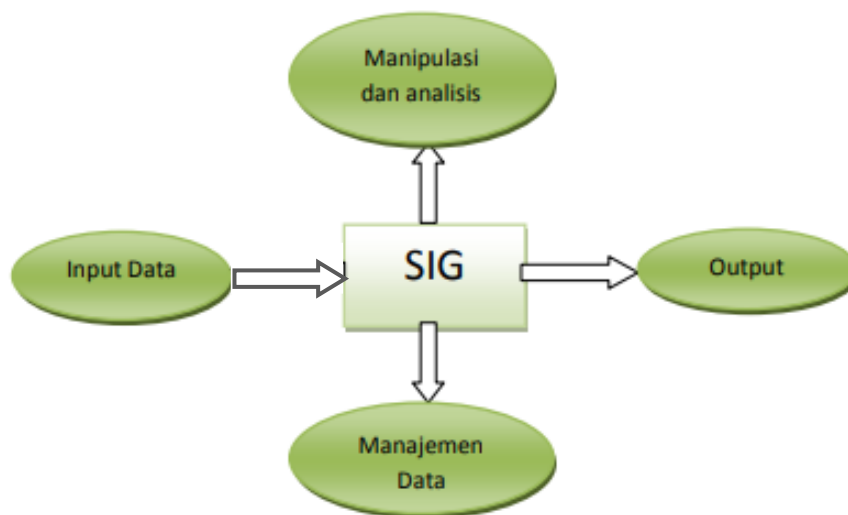 Manipulasi
dan analisis
Input Data
SIG
Output
Manajemen
Data